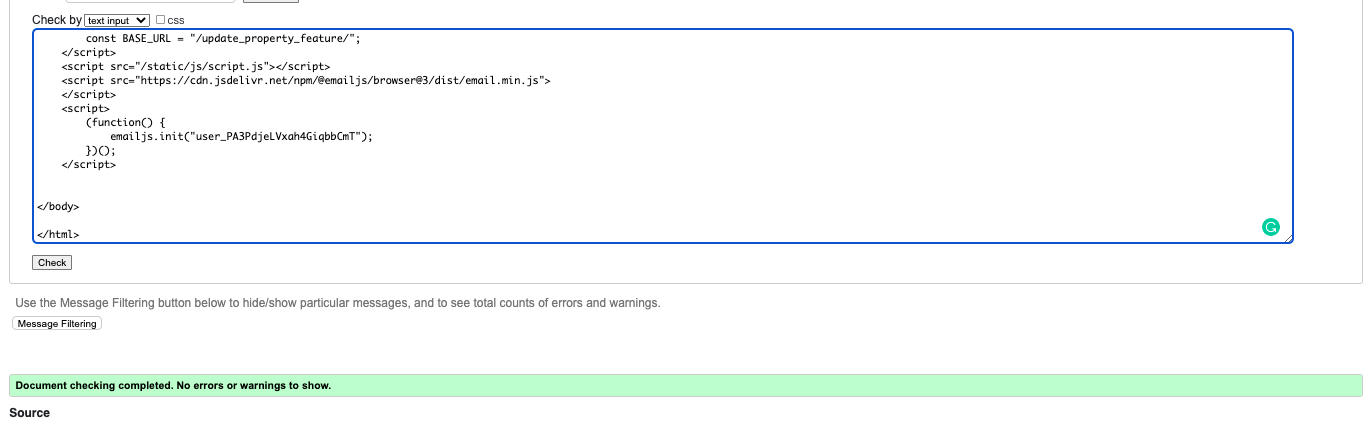 Check by text input css
const BASE_URL = "/update_property_feature/";
</script>
<script src="/static/js/script.js"></script>
<script src="https://cdn.jsdelivr.net/npm/@emailjs/browser@3/dist/email.min.js">
</script>
<script>
(function() {
emailjs.init("user_PA3PdjeLVxah4GiqbbCmT");
})();
</script>
</body>
</html>
Check
Use the Message Filtering button below to hide/show particular messages, and to see total counts of errors and warnings.
Message Filtering
Document checking completed. No errors or warnings to show.
Source